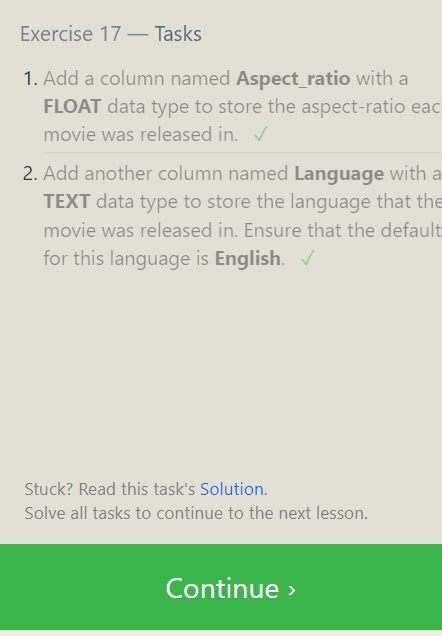 Exercise 17 — Tasks
1. Add a column named Aspect_ratio with a
FLOAT data type to store the aspect-ratio eac
movie was released in. ✓
2. Add another column named Language with a
TEXT data type to store the language that the
movie was released in. Ensure that the default
for this language is English. ✓
Stuck? Read this task's Solution.
Solve all tasks to continue to the next lesson.
Continue ›